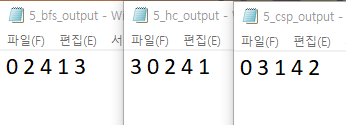 5_bfs_output - W
파일(F) 편집(E) 서
0 2 4 1 3
5_hc_output - Wi
파일(F) 편집(E)
3 0 2 4 1
5_csp_output - W
파일(F) 편집(E)
0 3 1 4 2